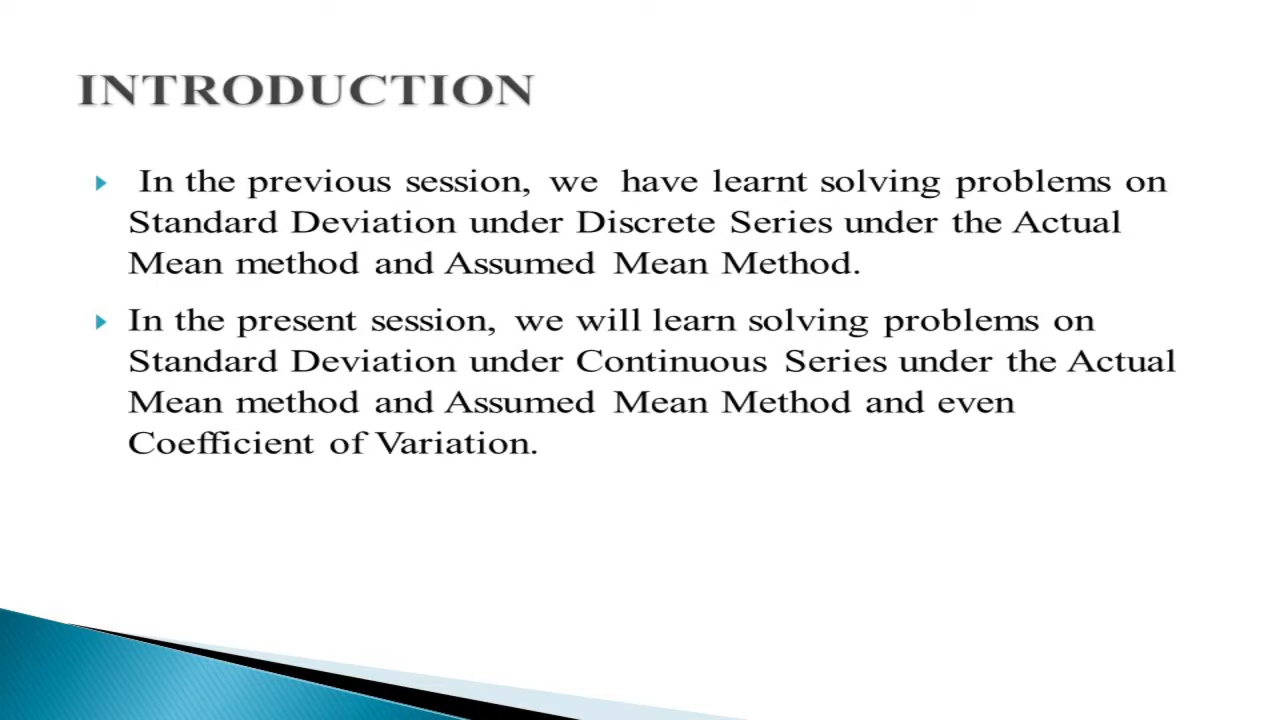 INTRODUCTION
In the previous session, we have learnt solving problems on
Standard Deviation under Discrete Series under the Actual
Mean method and Assumed Mean Method.
In the present session, we will learn solving problems on
Standard Deviation under Continuous Series under the Actual
Mean method and Assumed Mean Method and even
Coefficient of Variation.